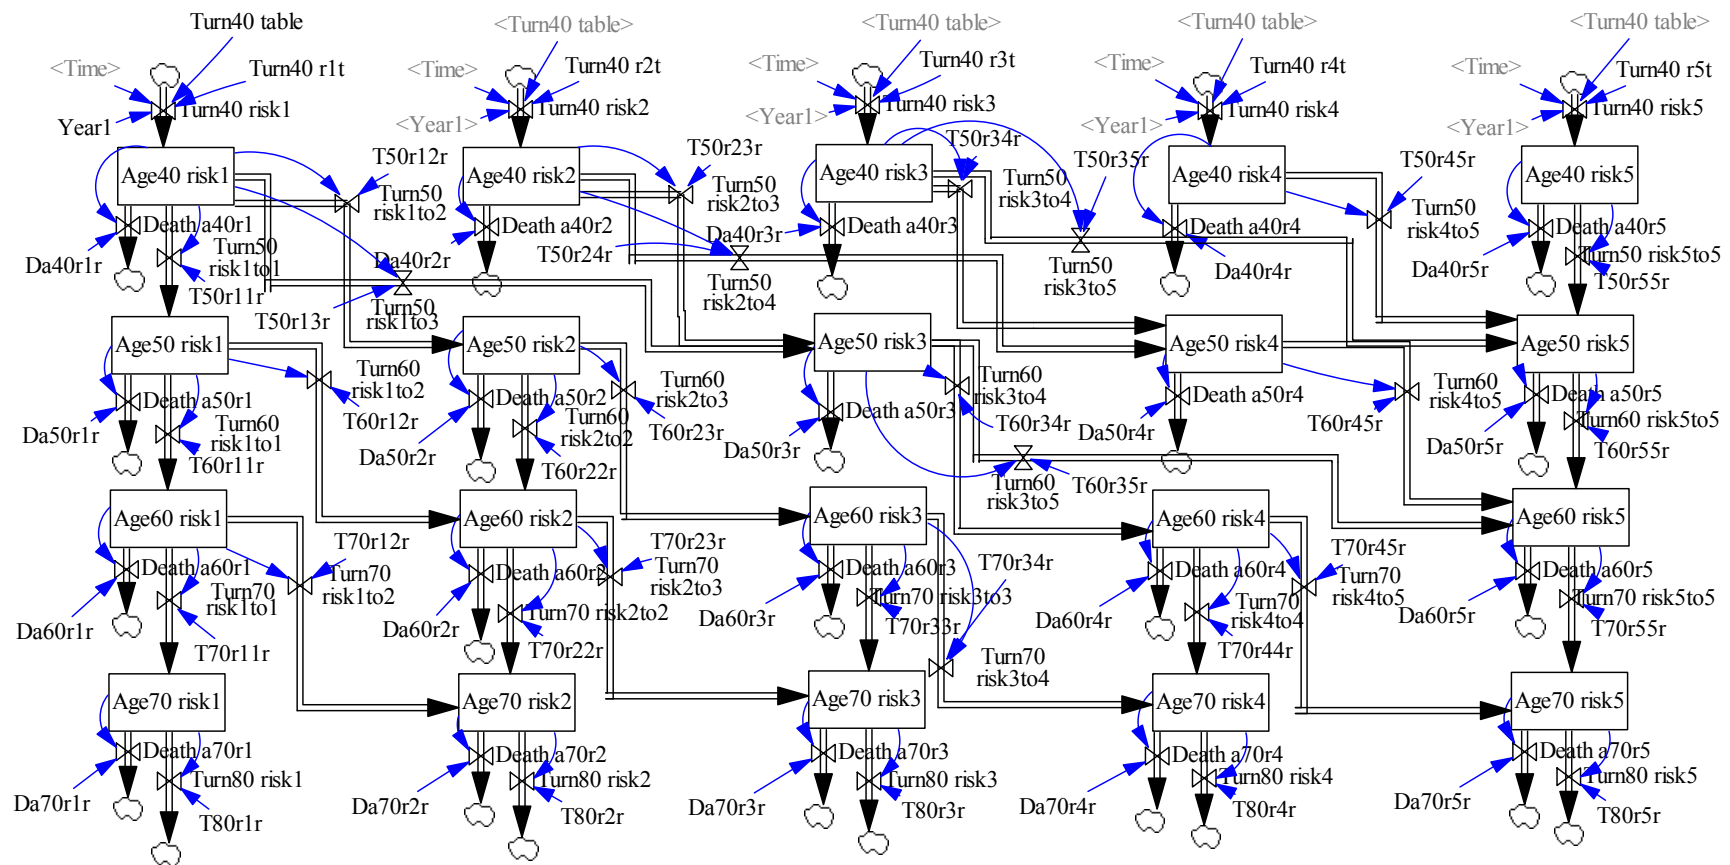 Turn40 table
<Turn40 table>
<Turn40 table>
<Turn40 table>
<Turn40 table>
<Time>
Turn40 r1t
<Time>
Turn40 r2t
<Time>
Turn40 r3t
<Time>
Turn40 r4t
<Time>
Turn40 r5t
Turn40 risk1
Turn40 risk2
Turn40 risk3
Turn40 risk4
Turn40 risk5
Year1
<Year1>
<Year1>
<Year1>
<Year1>
T50r12r
T50r23r
T50r34r
T50r35r
T50r45r
Age40 risk1
Age40 risk2
Age40 risk3
Age40 risk4
Age40 risk5
Turn50
risk1to2
Turn50
risk2to3
Turn50
risk3to4
Turn50
risk4to5
Death a40r1
Death a40r2
Death a40r3
Death a40r4
Death a40r5
Da40r1r
Da40r2r
Da40r3r
Da40r4r
Da40r5r
Turn50
risk1to1
T50r24r
Turn50
risk2to4
Turn50
risk3to5
Turn50 risk5to5
T50r11r
T50r13r
Turn50
risk1to3
T50r55r
Age50 risk1
Age50 risk2
Age50 risk3
Age50 risk4
Age50 risk5
Turn60
risk1to2
Turn60
risk2to3
Turn60
risk3to4
Turn60
risk4to5
Death a50r1
Death a50r2
Death a50r3
Death a50r4
Death a50r5
T60r12r
T60r23r
T60r34r
T60r45r
Da50r1r
Da50r2r
Da50r3r
Da50r4r
Da50r5r
Turn60
risk1to1
Turn60
risk2to2
Turn60 risk5to5
T60r11r
T60r22r
Turn60
risk3to5
T60r35r
T60r55r
Age60 risk1
Age60 risk2
Age60 risk3
Age60 risk4
Age60 risk5
T70r12r
T70r23r
T70r34r
T70r45r
Death a60r1
Death a60r2
Death a60r3
Death a60r4
Death a60r5
Turn70
risk1to2
Turn70
risk2to3
Turn70
risk4to5
Turn70
risk1to1
Turn70 risk2to2
Turn70 risk3to3
Turn70
risk4to4
Turn70 risk5to5
Da60r1r
Da60r2r
Da60r3r
Da60r4r
Da60r5r
T70r11r
T70r22r
T70r33r
T70r44r
T70r55r
Turn70
risk3to4
Age70 risk1
Age70 risk2
Age70 risk3
Age70 risk4
Age70 risk5
Death a70r1
Death a70r2
Death a70r3
Death a70r4
Death a70r5
Turn80 risk1
Turn80 risk2
Turn80 risk3
Turn80 risk4
Turn80 risk5
Da70r1r
Da70r2r
Da70r3r
Da70r4r
Da70r5r
T80r1r
T80r2r
T80r3r
T80r4r
T80r5r